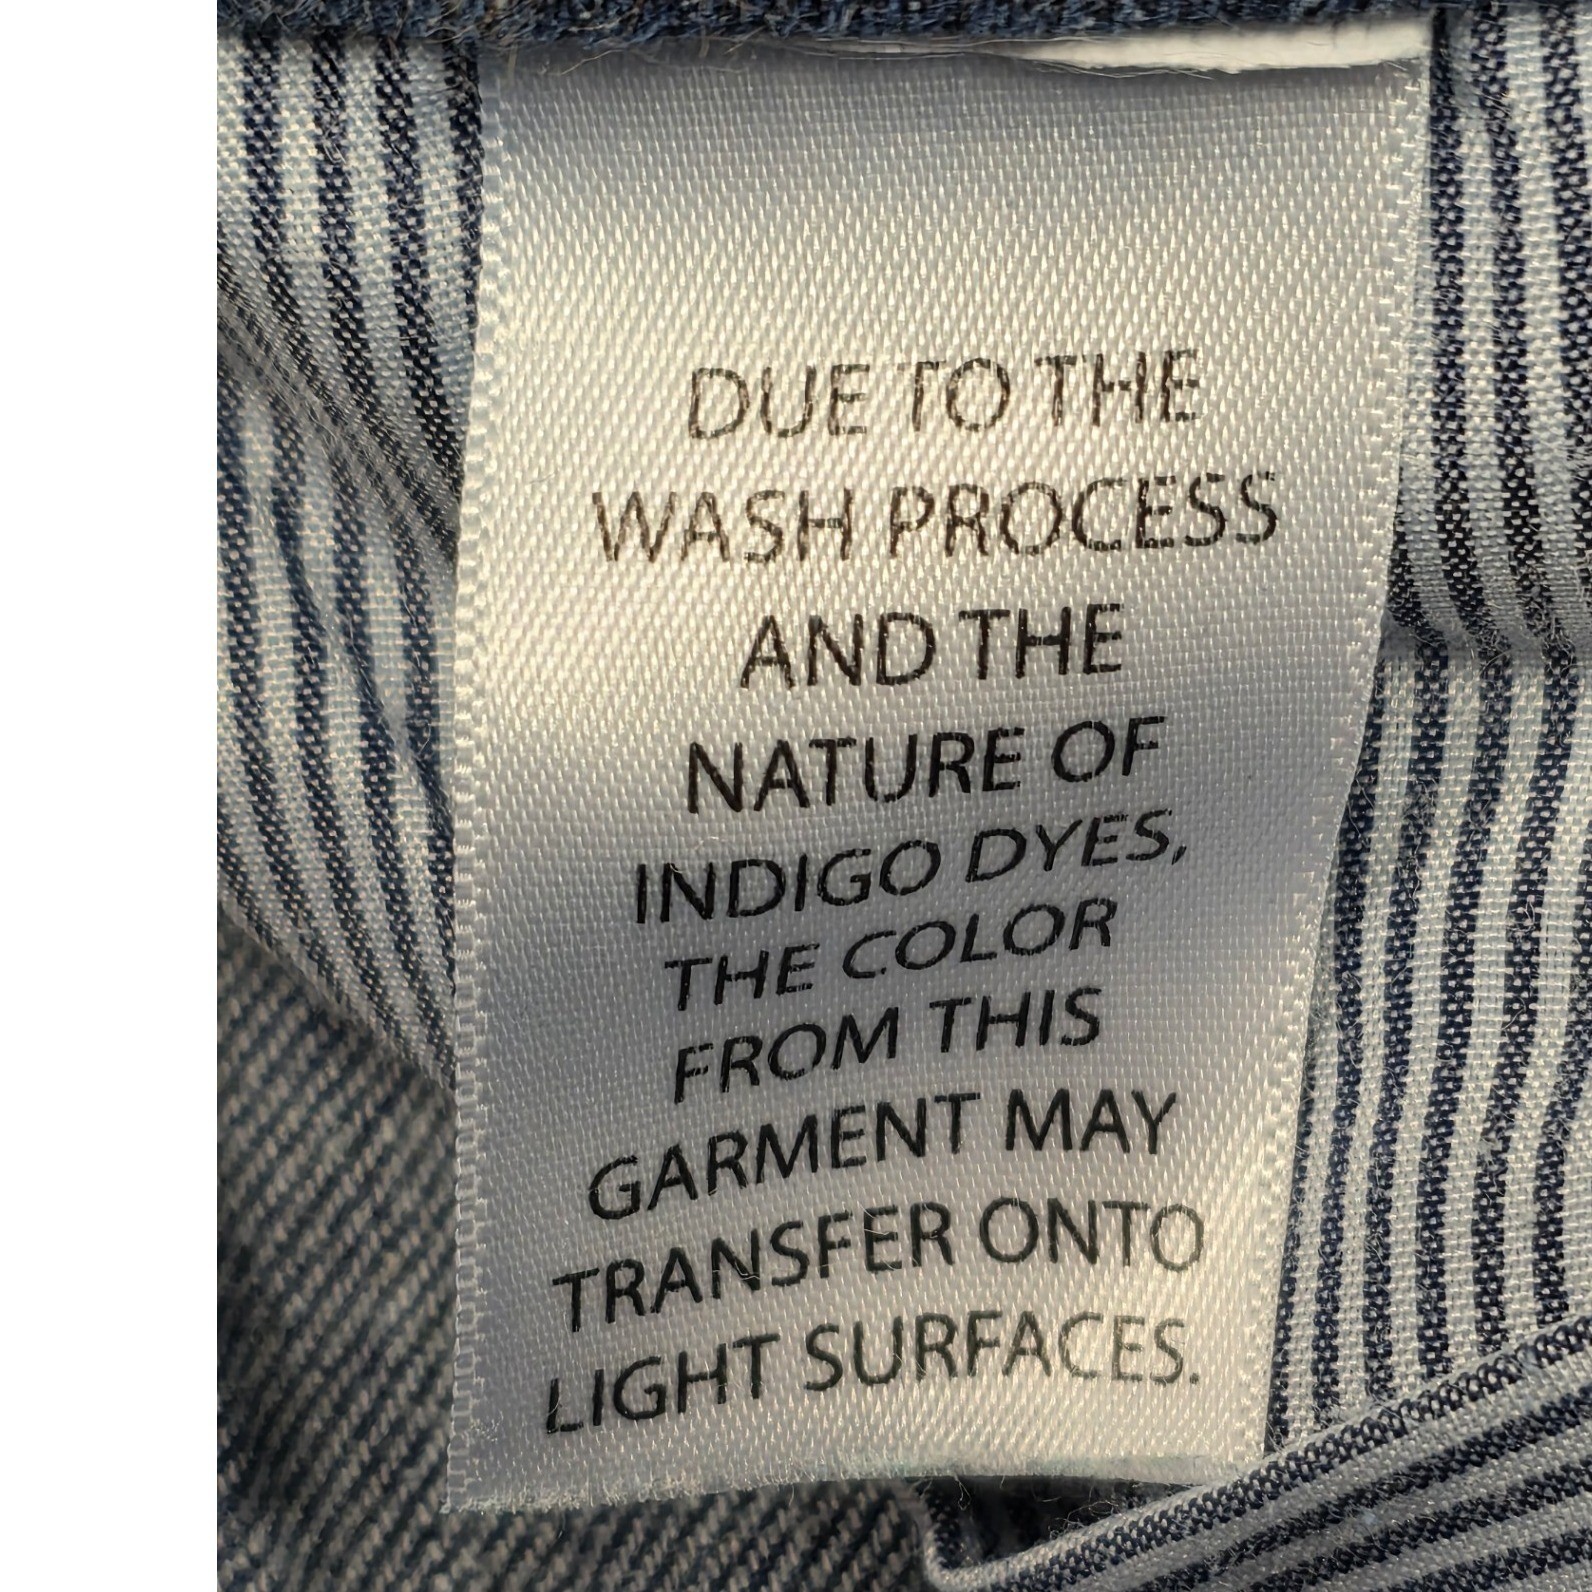 DUE TO THE
WASH PROCESS
AND THE
NATURE OF
INDIGO DYES,
THE COLOR
FROM THIS
GARMENT MAY
TRANSFER ONTO
LIGHT SURFACES.